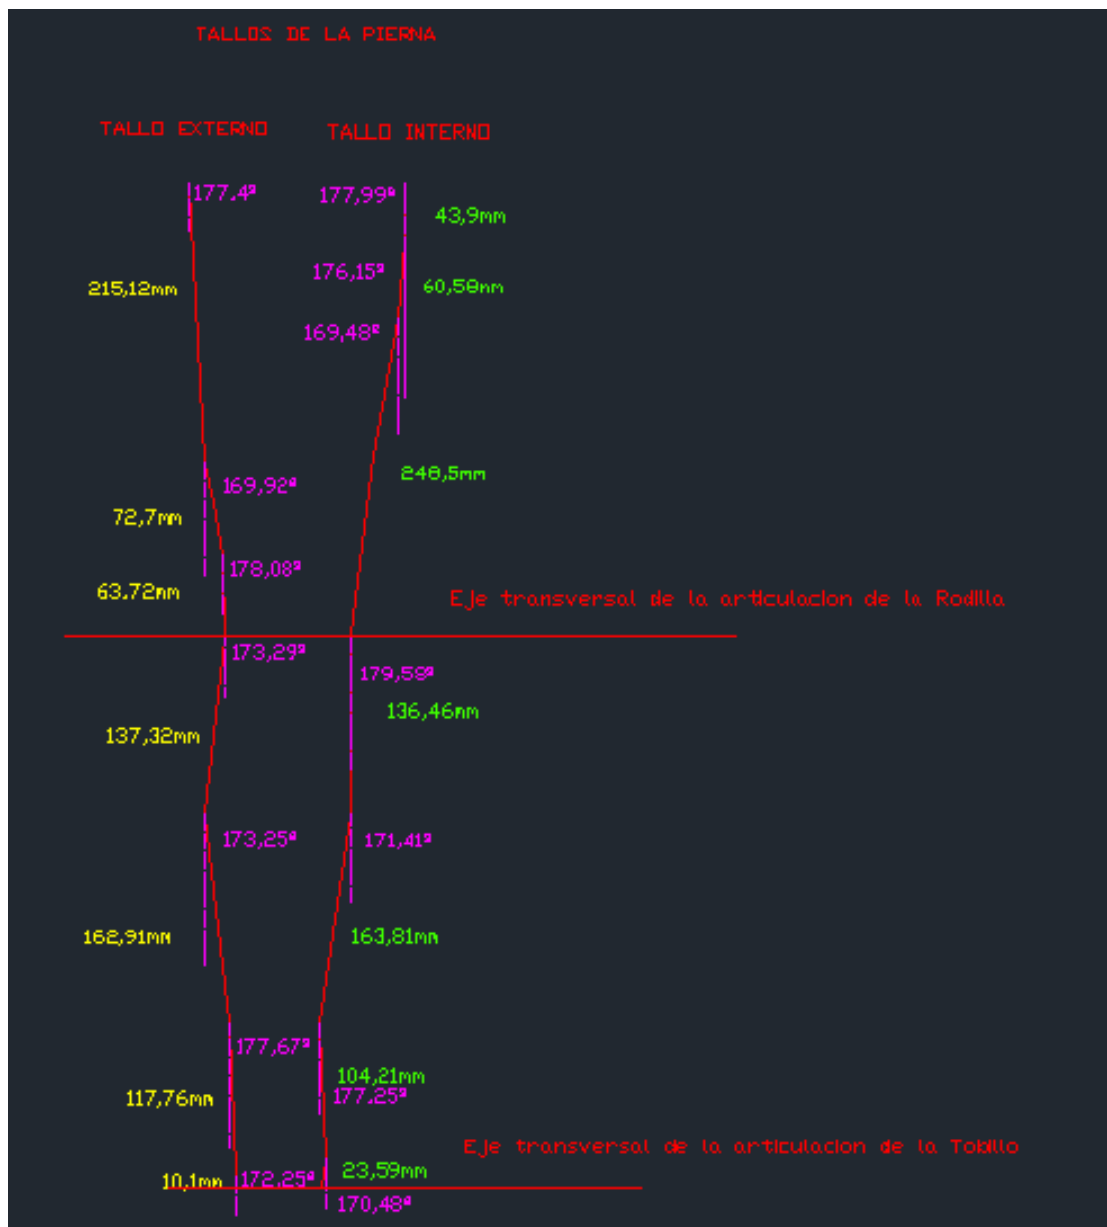 TALLOS DE LA PIERNA
TALLO EXTERNO TALLO INTERNO
177.4º 177,99º
43,9mm
176,15º
215,12mm 60,58mm
169,48º
248,5mm
169,92º
72,7mm
178,08º
63.72mm Eje transversal de la articulacion de la Rodilla
173,29º
179,58º
136,46mm
137,32mm
173,25º 171,41º
162,91mm 163,81mm
177,67º
104,21mm
117,76mm 177,25º
Eje transversal de la articulacion de la Tobillo
10,1mm 172.25º 23,59mm
170,48º